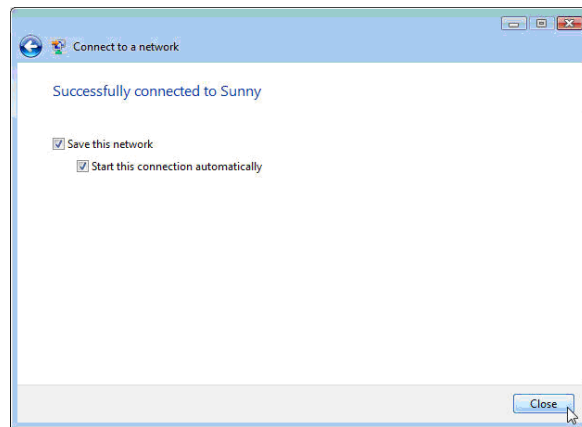 Connect to a network
Successfully connected to Sunny
Save this network
Start this connection automatically
Close